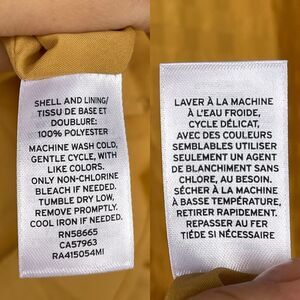 SHELL AND LINING/
TISSU DE BASE ET
DOUBLURE:
100% POLYESTER
MACHINE WASH COLD,
GENTLE CYCLE, WITH
LIKE COLORS.
ONLY NON-CHLORINE
BLEACH IF NEEDED.
TUMBLE DRY LOW,
REMOVE PROMPTLY.
COOL IRON IF NEEDED.
RN58665
CA57963
RA415054MI
LAVER À LA MACHINE
À L'EAU FROIDE,
CYCLE DÉLICAT,
AVEC DES COULEURS
SEMBLABLES UTILISER
SEULEMENT UN AGENT
DE BLANCHIMENT SANS
CHLORE, AU BESOIN.
SÉCHER À LA MACHINE
À BASSE TEMPÉRATURE,
RETIRER RAPIDEMENT.
REPASSER AU FER
TIÈDE SI NÉCESSAIRE